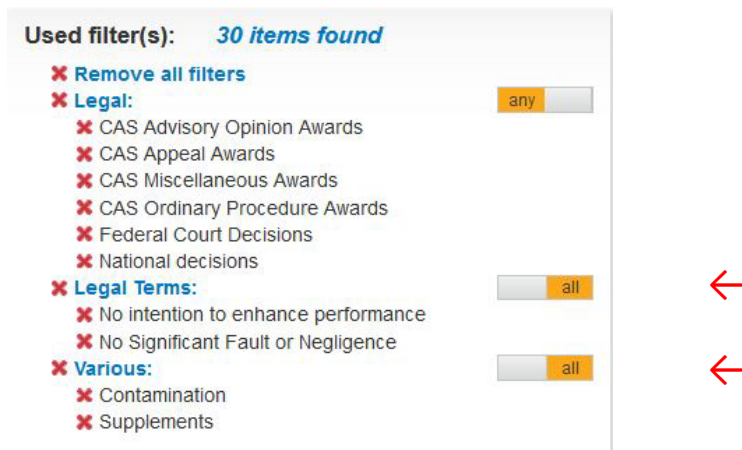 Used filter(s): 30 items found
Remove all filters
Legal: any
CAS Advisory Opinion Awards
CAS Appeal Awards
CAS Miscellaneous Awards
CAS Ordinary Procedure Awards
Federal Court Decisions
National decisions
Legal Terms: all
No intention to enhance performance
No Significant Fault or Negligence
Various: all
Contamination
Supplements